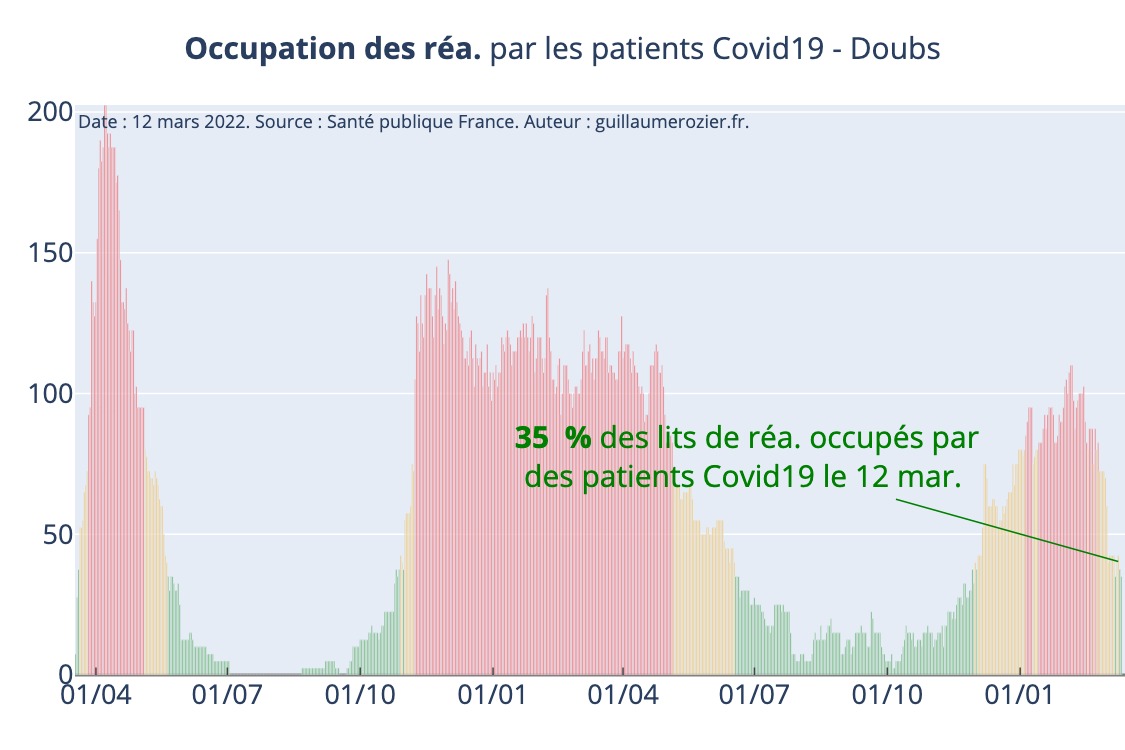 Occupation des réa. par les patients Covid19 - Doubs
200
Date : 12 mars 2022. Source : Santé publique France. Auteur : guillaumerozier.fr.
150
100
35 % des lits de réa. occupés par
des patients Covid19 le 12 mar.
50
0
01/04 01/07 01/10 01/01 01/04 01/07 01/10 01/01